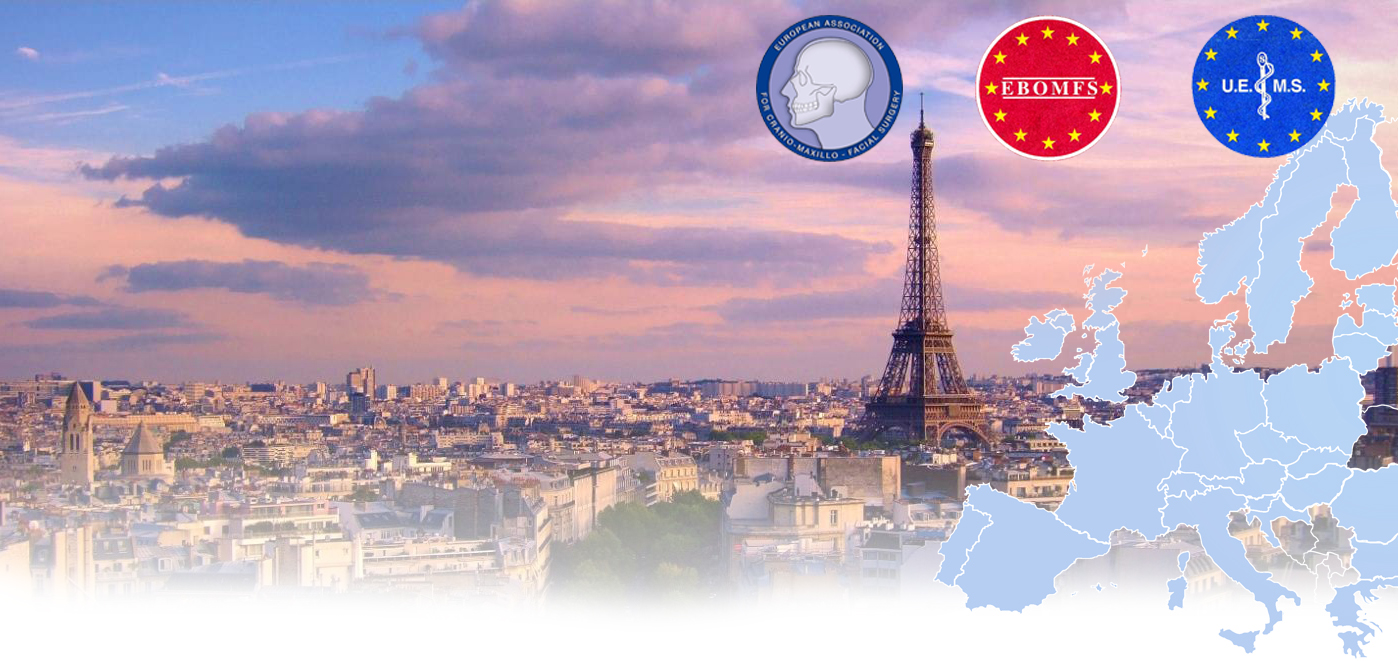 EUROPEAN ASSOCIATION
FOR CRANIO-MAXILLO - FACIAL SURGERY
EBOMFS
U.E. M.S.